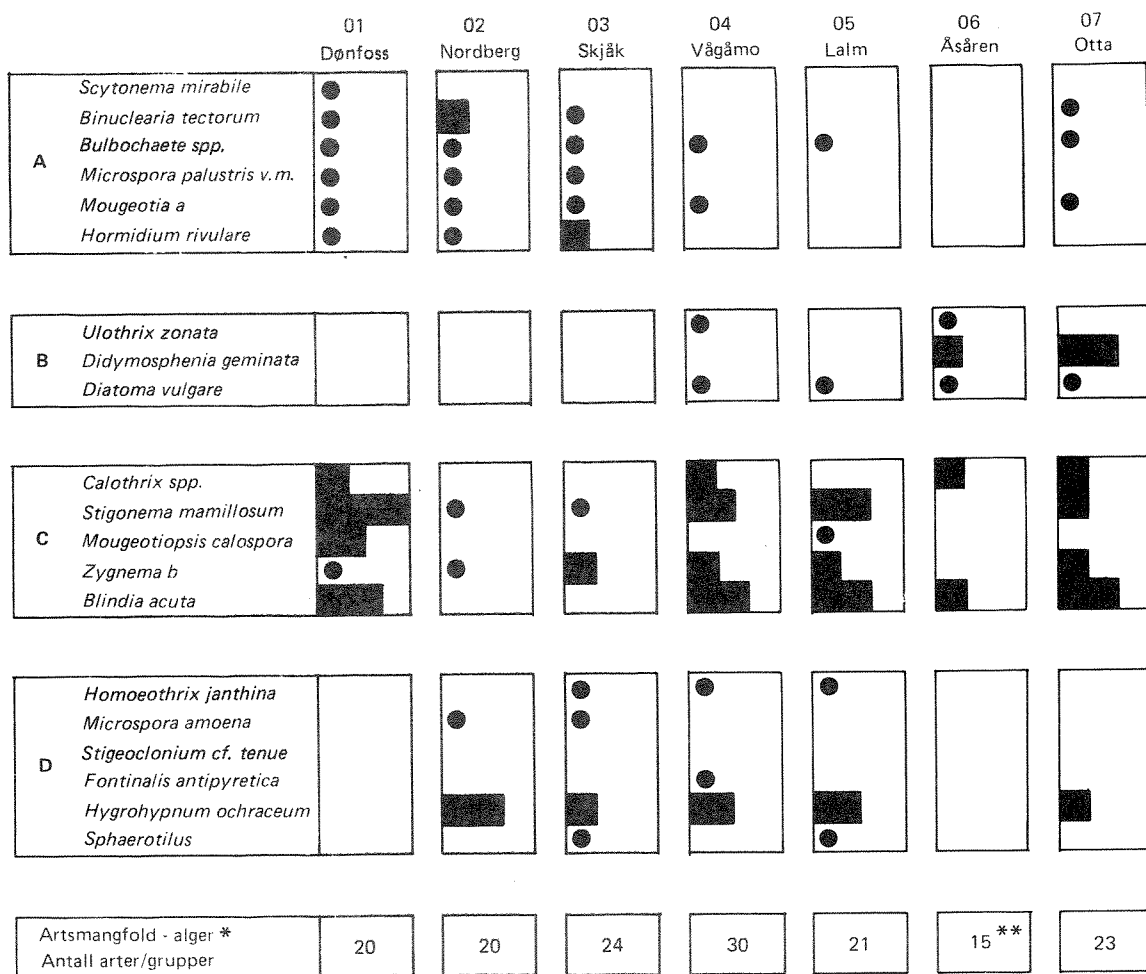 01 02 03 04 05 06 07
Dønfoss Nordberg Skjåk Vågåmo Lalm Åsåren Otta
A
Scytonema mirabile
Binuclearia tectorum
Bulbochaete spp.
Microspora palustris v.m.
Mougeotia a
Hormidium rivulare
B
Ulothrix zonata
Didymosphenia geminata
Diatoma vulgare
C
Calothrix spp.
Stigonema mamillosum
Mougeotiopsis calospora
Zygnema b
Blindia acuta
D
Homoeothrix janthina
Microspora amoena
Stigeoclonium cf. tenue
Fontinalis antipyretica
Hygrohypnum ochraceum
Sphaerotilus
Artsmangfold - alger *
Antall arter/grupper
20 20 24 30 21 15 ** 23